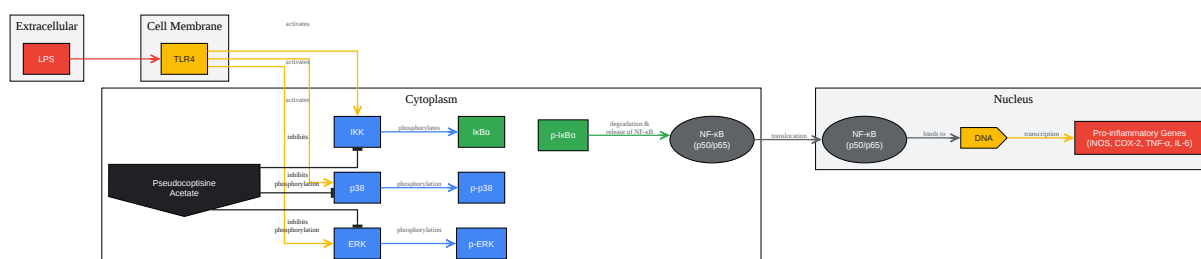 Extracellular
Cell Membrane
activates
LPS
TLR4
activates
activates
Cytoplasm
Nucleus
IKK
phosphorylates
IκBα
p-IκBα
degradation &
release of NF-κB
NF-κB
(p50/p65)
translocation
NF-κB
(p50/p65)
binds to
DNA
transcription
Pro-inflammatory Genes
(iNOS, COX-2, TNF-α, IL-6)
inhibits
Pseudocoptisine
Acetate
inhibits
phosphorylation
p38
phosphorylation
p-p38
inhibits
phosphorylation
ERK
phosphorylation
p-ERK